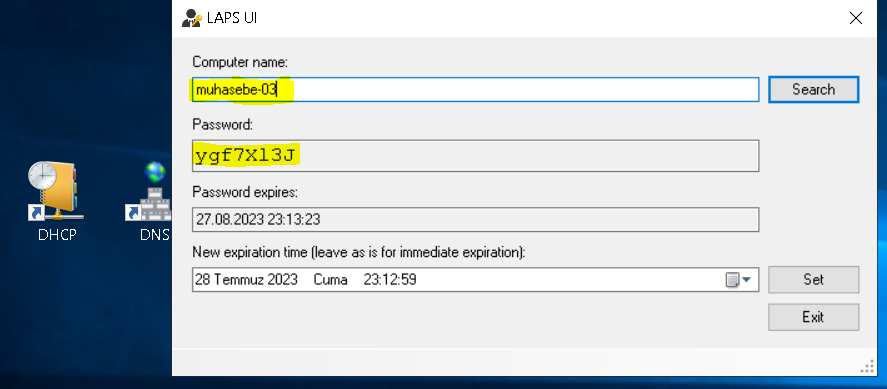 LAPS UI
Computer name:
muhasebe-03
Search
Password:
ygf7Xl3J
Password expires:
27.08.2023 23:13:23
New expiration time (leave as is for immediate expiration):
28 Temmuz 2023 Cuma 23:12:59
Set
Exit
DHCP
DNS